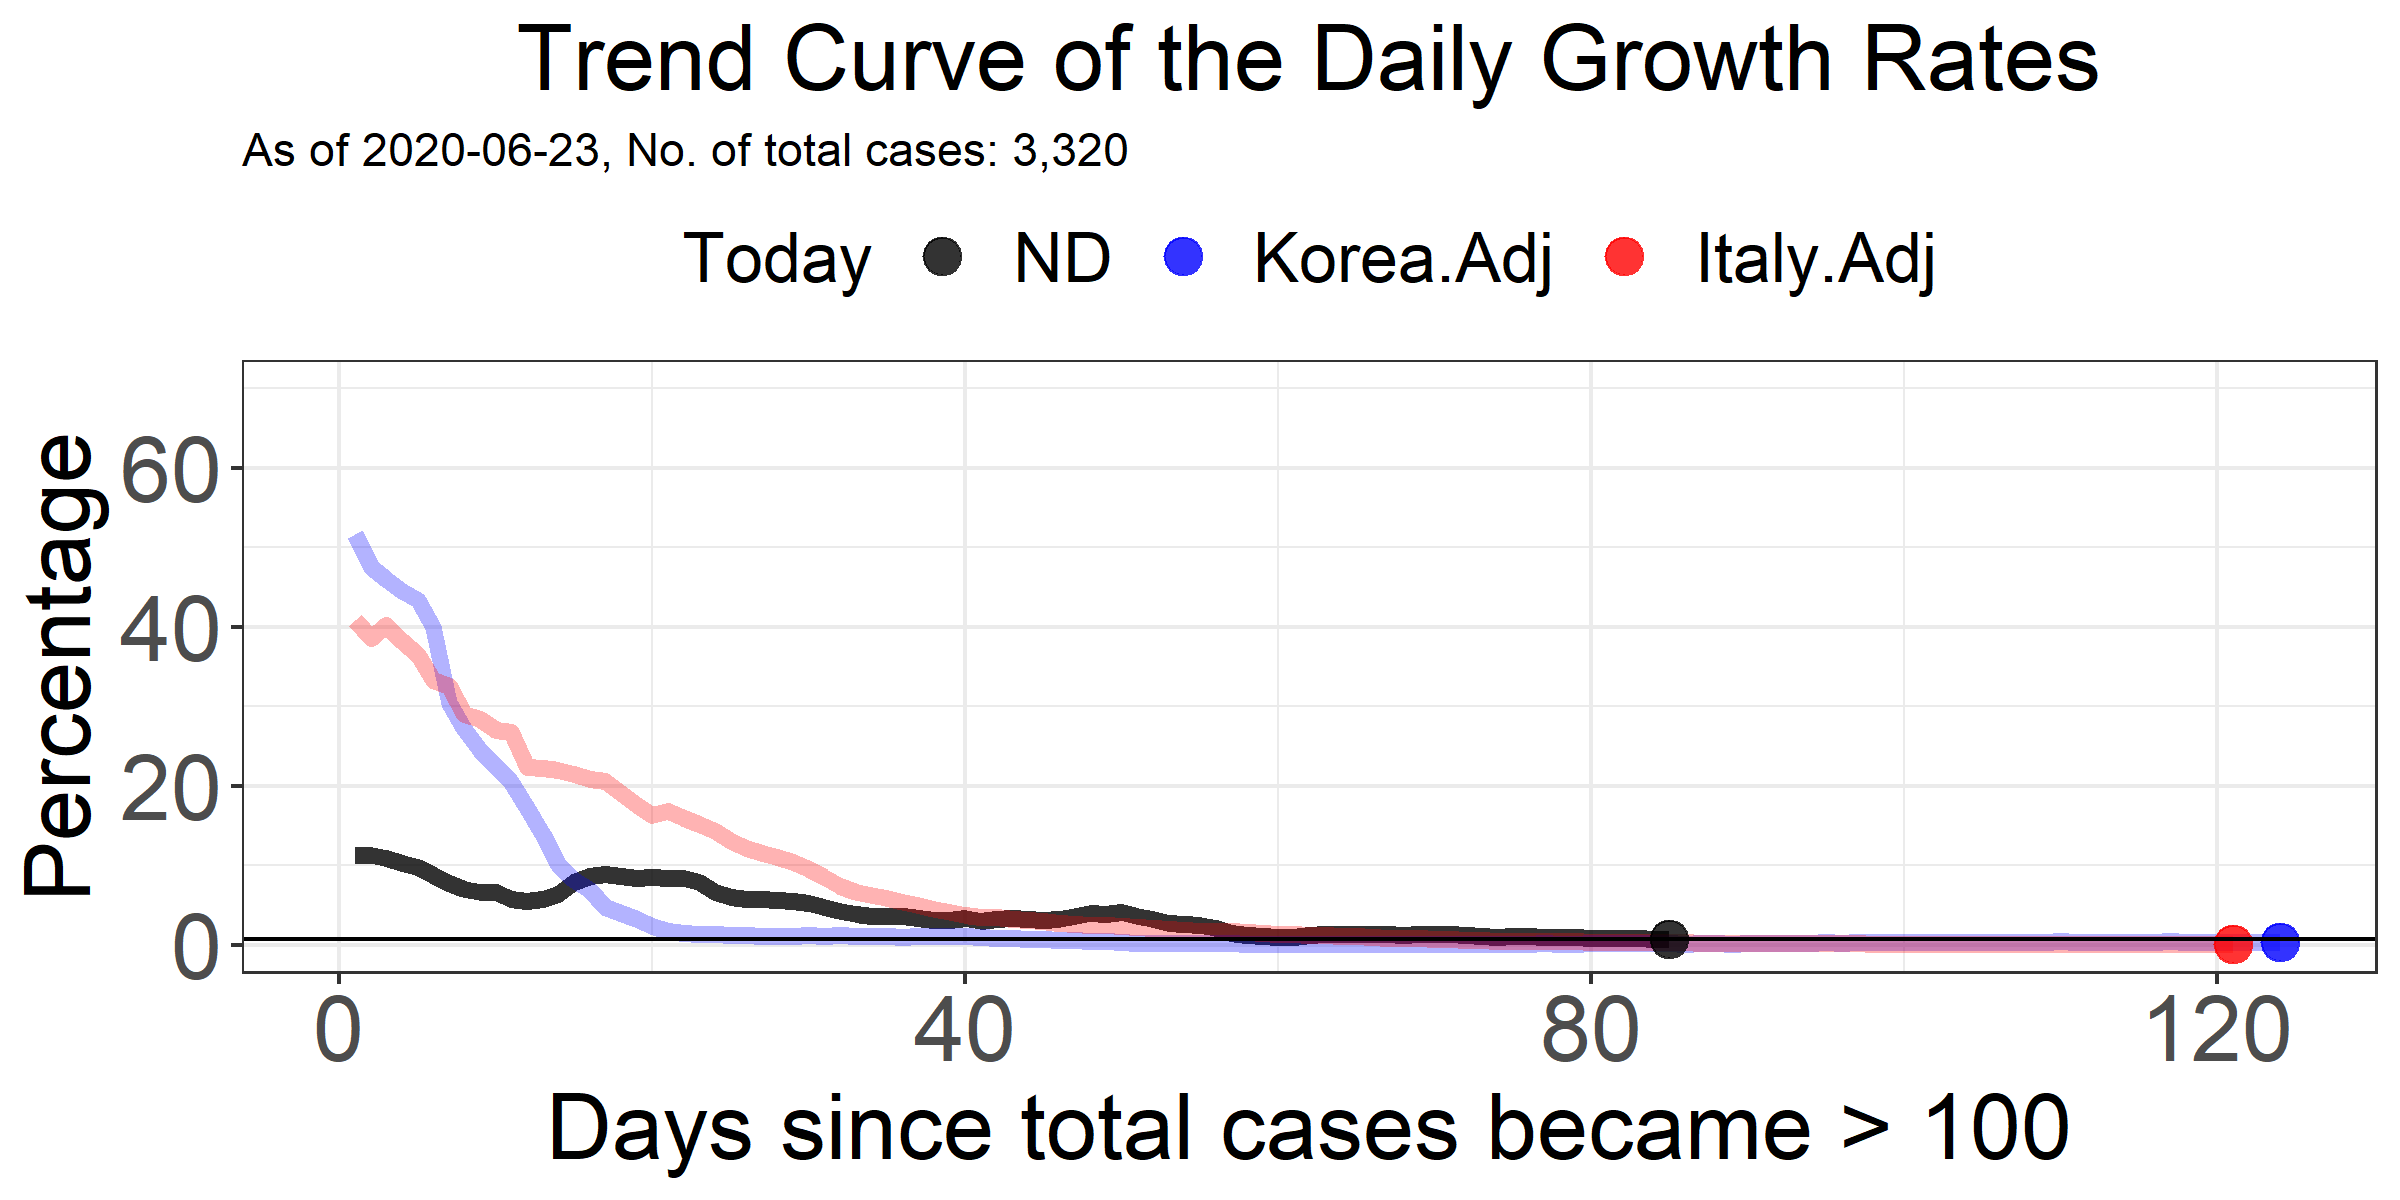 Trend Curve of the Daily Growth Rates
As of 2020-06-23, No. of total cases: 3,320
Today ND Korea.Adj Italy.Adj
Percentage
60
40
20
0
0 40 80 120
Days since total cases became > 100